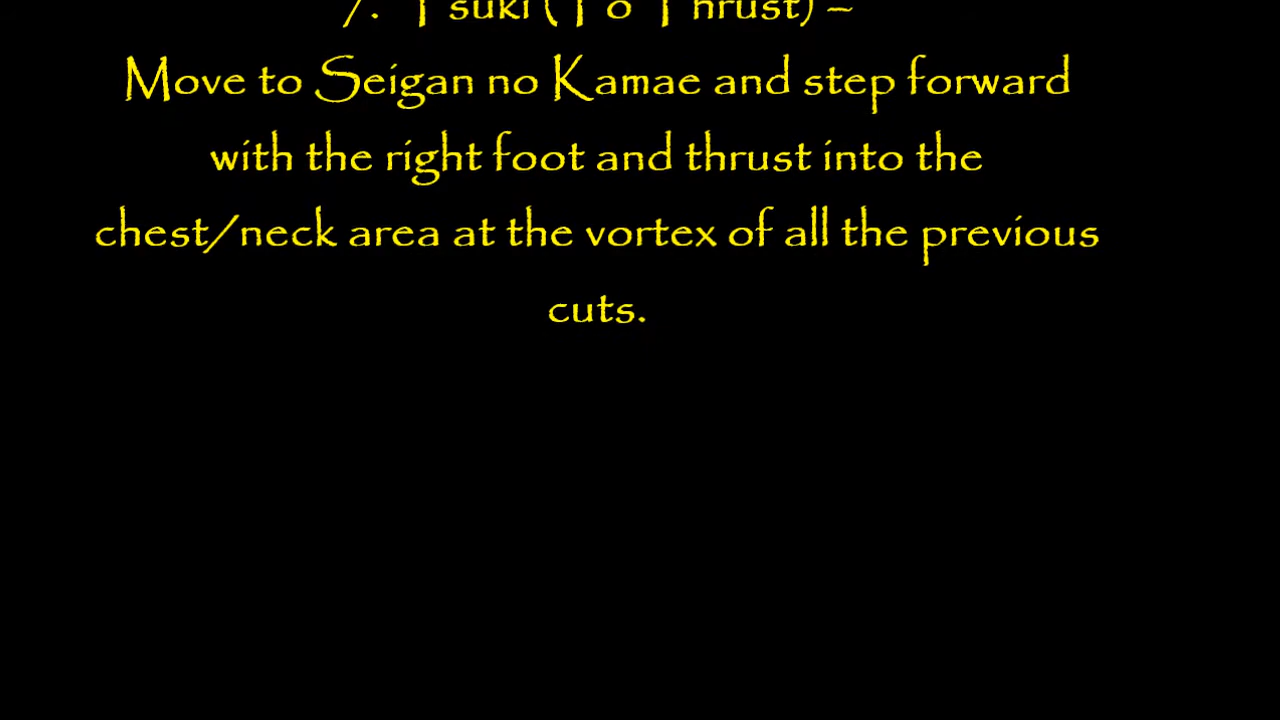 7. Tsuki (To Thrust) –
Move to Seigan no Kamae and step forward
with the right foot and thrust into the
chest/neck area at the vortex of all the previous
cuts.